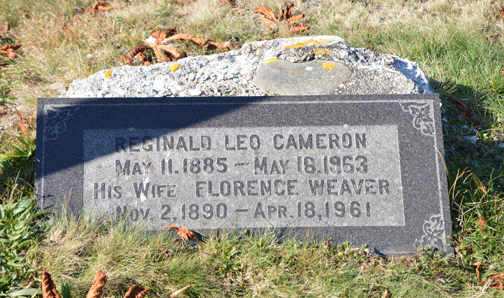 REGINALD LEO CAMERON
MAY 11.1885 – MAY 16.1963
HIS WIFE FLORENCE WEAVER
NOV. 2,1890 – APR.18,1961